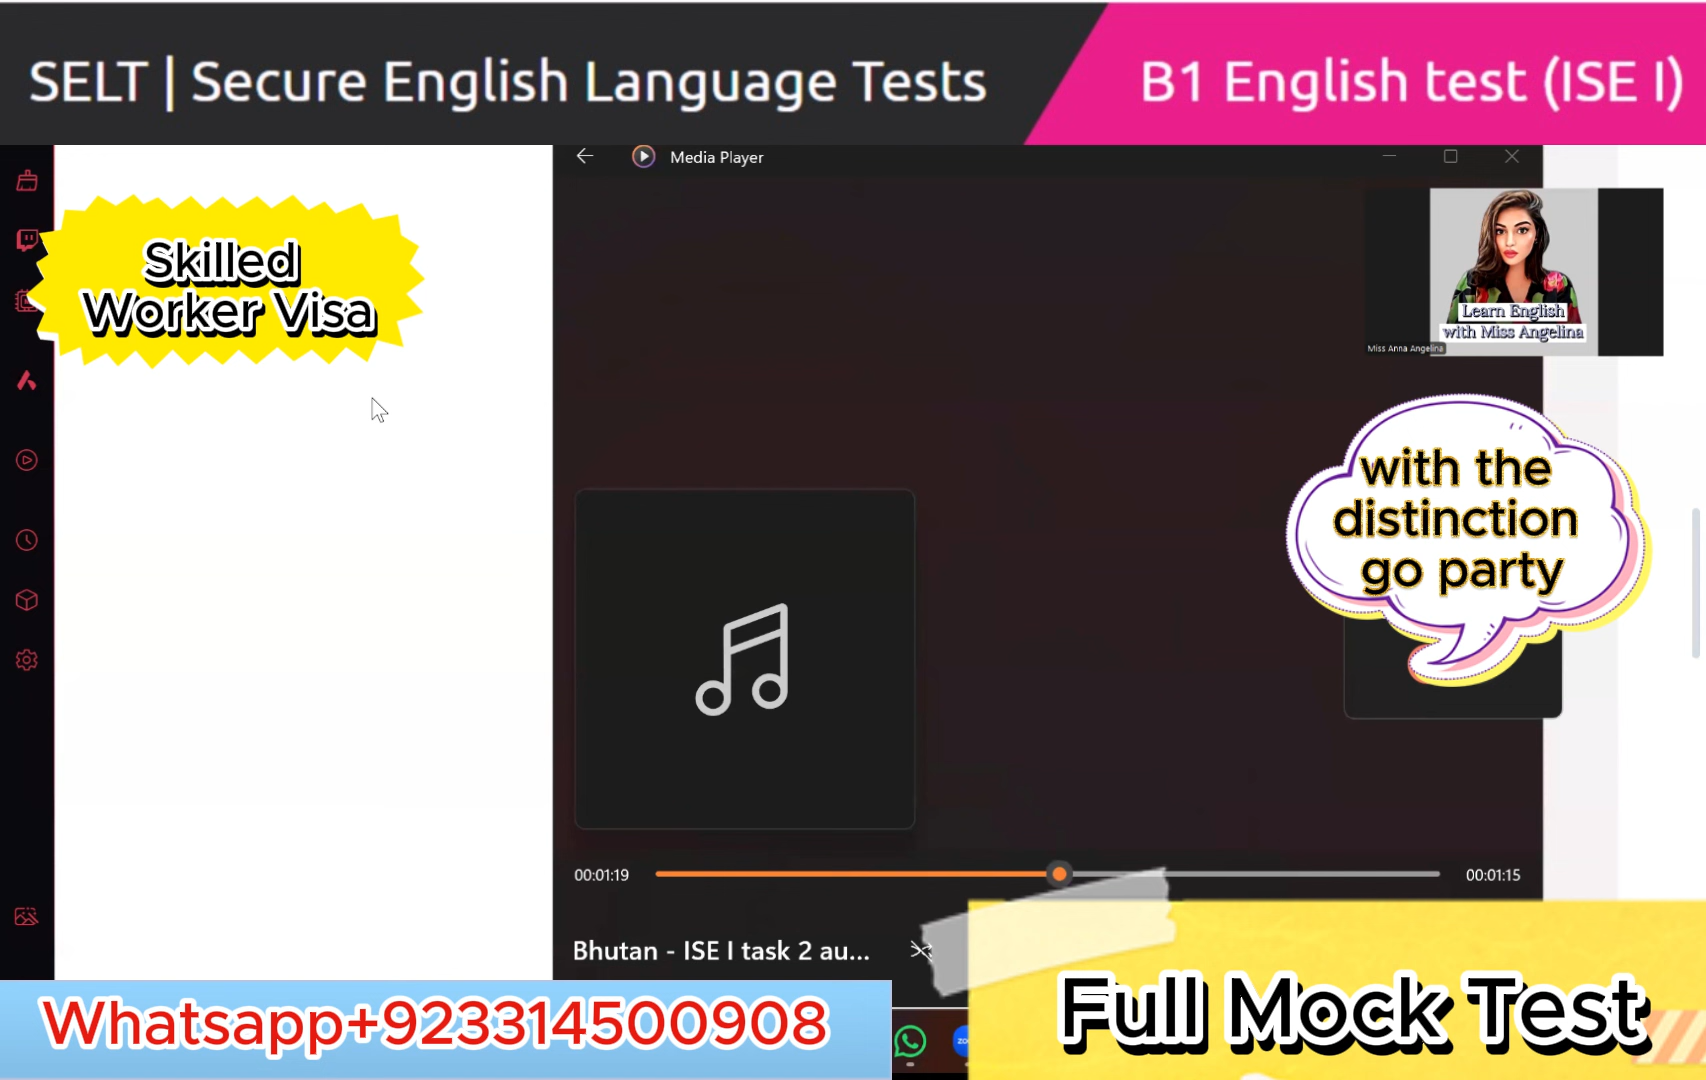 SELT | Secure English Language Tests
B1 English test (ISE I)
Media Player
Skilled
Worker Visa
Learn English
with Miss Angelina
Miss Anna Angelina
with the
distinction
go party
00:01:19
00:01:15
Bhutan - ISE I task 2 au...
Whatsapp+923314500908
Full Mock Test